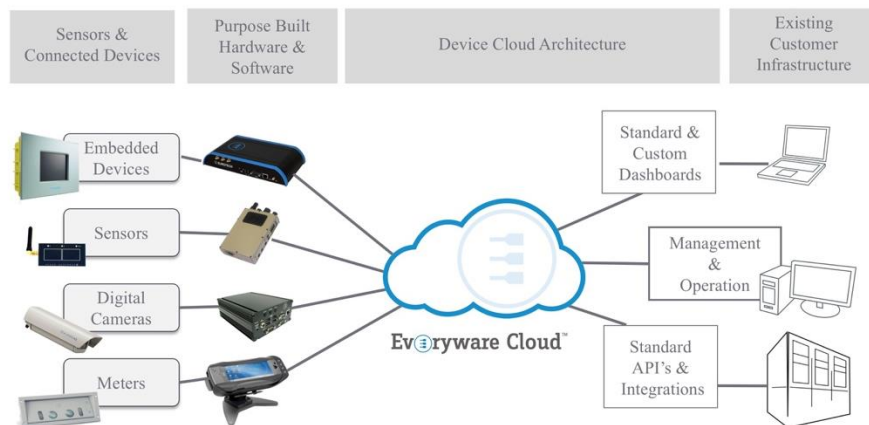 Sensors &
Connected Devices
Purpose Built
Hardware &
Software
Device Cloud Architecture
Existing
Customer
Infrastructure
Embedded
Devices
Sensors
Digital
Cameras
Meters
Everyware Cloud™
Standard &
Custom
Dashboards
Management
&
Operation
Standard
API's &
Integrations